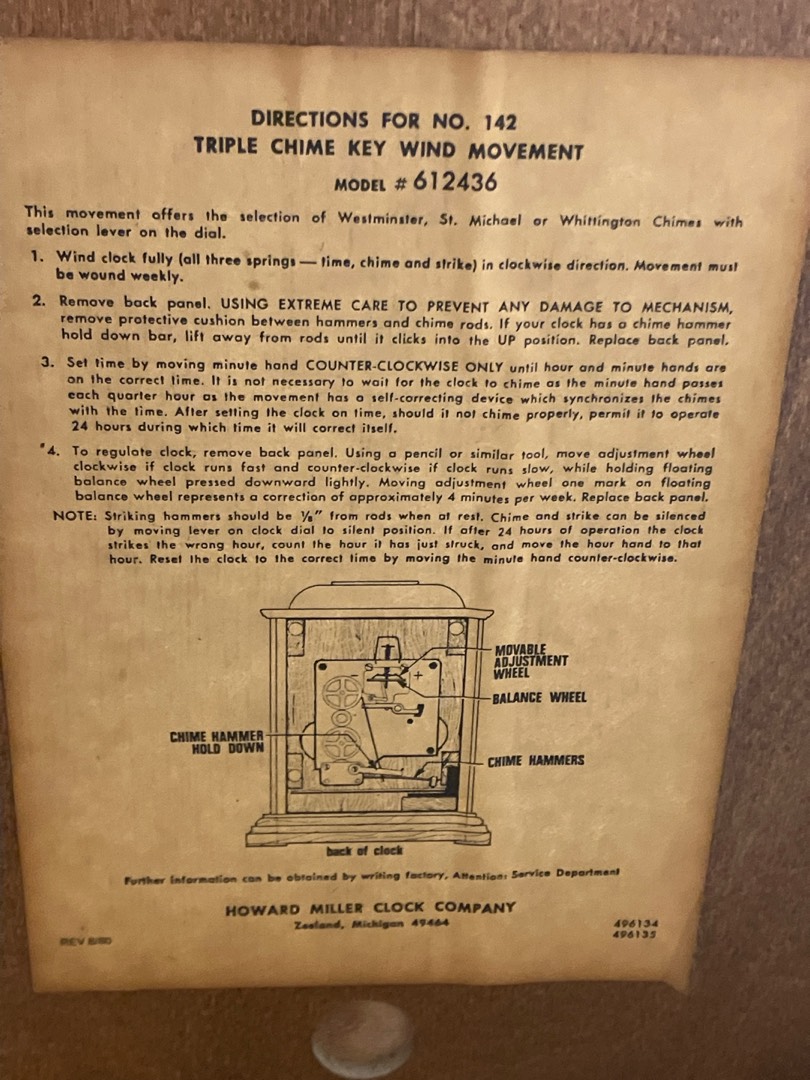 DIRECTIONS FOR NO. 142
TRIPLE CHIME KEY WIND MOVEMENT
MODEL # 612436
This movement offers the selection of Westminster, St. Michael or Whittington Chimes with
selection lever on the dial.
1. Wind clock fully (all three springs — time, chime and strike) in clockwise direction. Movement must
be wound weekly.
2. Remove back panel. USING EXTREME CARE TO PREVENT ANY DAMAGE TO MECHANISM,
remove protective cushion between hammers and chime rods. If your clock has a chime hammer
hold down bar, lift away from rods until it clicks into the UP position. Replace back panel.
3. Set time by moving minute hand COUNTER-CLOCKWISE ONLY until hour and minute hands are
on the correct time. It is not necessary to wait for the clock to chime as the minute hand passes
each quarter hour as the movement has a self-correcting device which synchronizes the chimes
with the time. After setting the clock on time, should it not chime properly, permit it to operate
24 hours during which time it will correct itself.
*4. To regulate clock, remove back panel. Using a pencil or similar tool, move adjustment wheel
clockwise if clock runs fast and counter-clockwise if clock runs slow, while holding floating
balance wheel pressed downward lightly. Moving adjustment wheel one mark on floating
balance wheel represents a correction of approximately 4 minutes per week. Replace back panel.
NOTE: Striking hammers should be 1/8" from rods when at rest. Chime and strike can be silenced
by moving lever on clock dial to silent position. If after 24 hours of operation the clock
strikes the wrong hour, count the hour it has just struck, and move the hour hand to that
hour. Reset the clock to the correct time by moving the minute hand counter-clockwise.
MOVABLE
ADJUSTMENT
WHEEL
S
- +
BALANCE WHEEL
CHIME HAMMER
HOLD DOWN
CHIME HAMMERS
back of clock
Further information can be obtained by writing factory, Attention: Service Department
HOWARD MILLER CLOCK COMPANY
Zeeland, Michigan 49464
496134
496135
REV 8/80